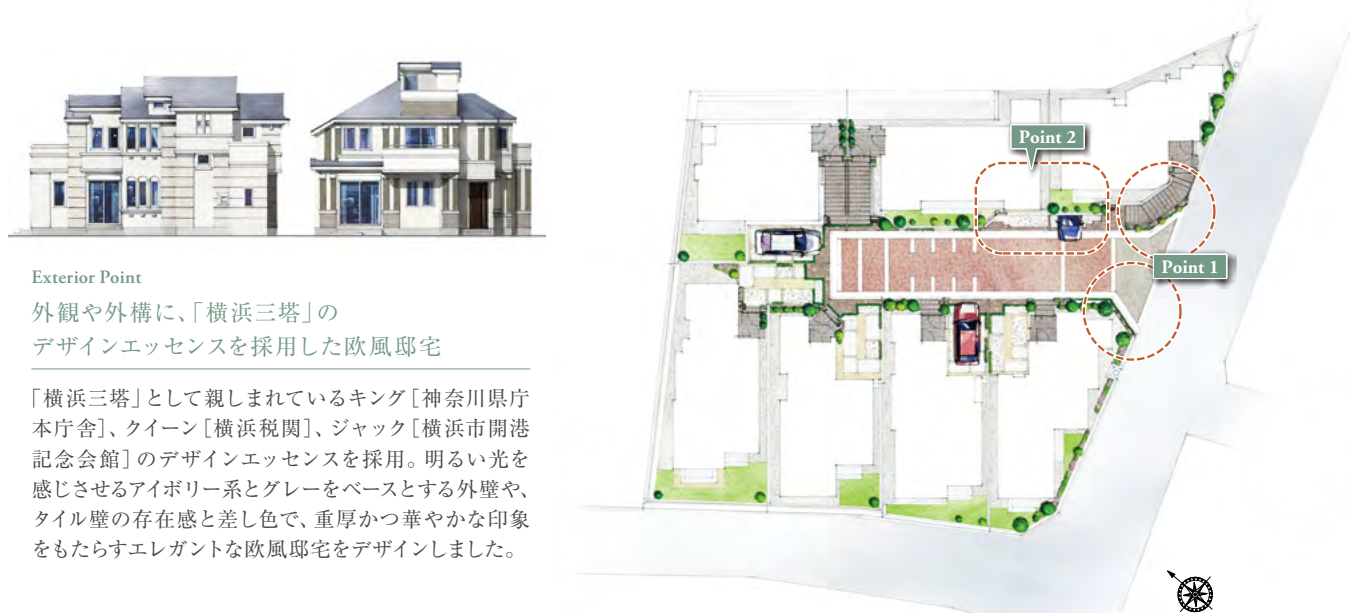 Exterior Point
外観や外構に、「横浜三塔」の
デザインエッセンスを採用した欧風邸宅
「横浜三塔」として親しまれているキング［神奈川県庁
本庁舎］、クイーン［横浜税関］、ジャック［横浜市開港
記念会館］のデザインエッセンスを採用。明るい光を
感じさせるアイボリー系とグレーをベースとする外壁や、
タイル壁の存在感と差し色で、重厚かつ華やかな印象
をもたらすエレガントな欧風邸宅をデザインしました。
Point 2
Point 1